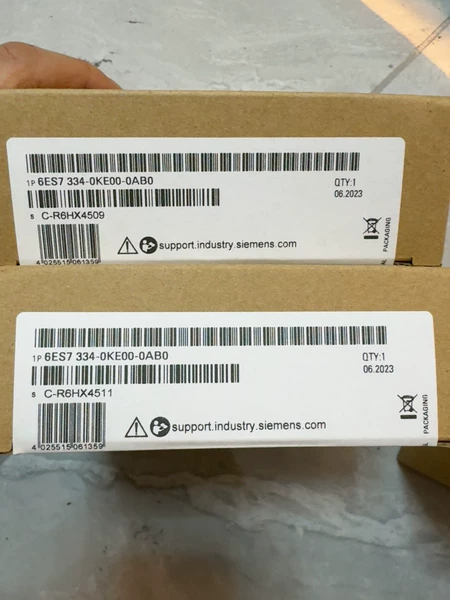 1P 6ES7 334-0KE00-0AB0
QTY:1
06.2023
S C-R6HX4509
support.industry.siemens.com
PACKAGING
4 025515 061359
1P 6ES7 334-0KE00-0AB0
QTY:1
06.2023
S C-R6HX4511
support.industry.siemens.com
PACKAGING
4 025515 061359